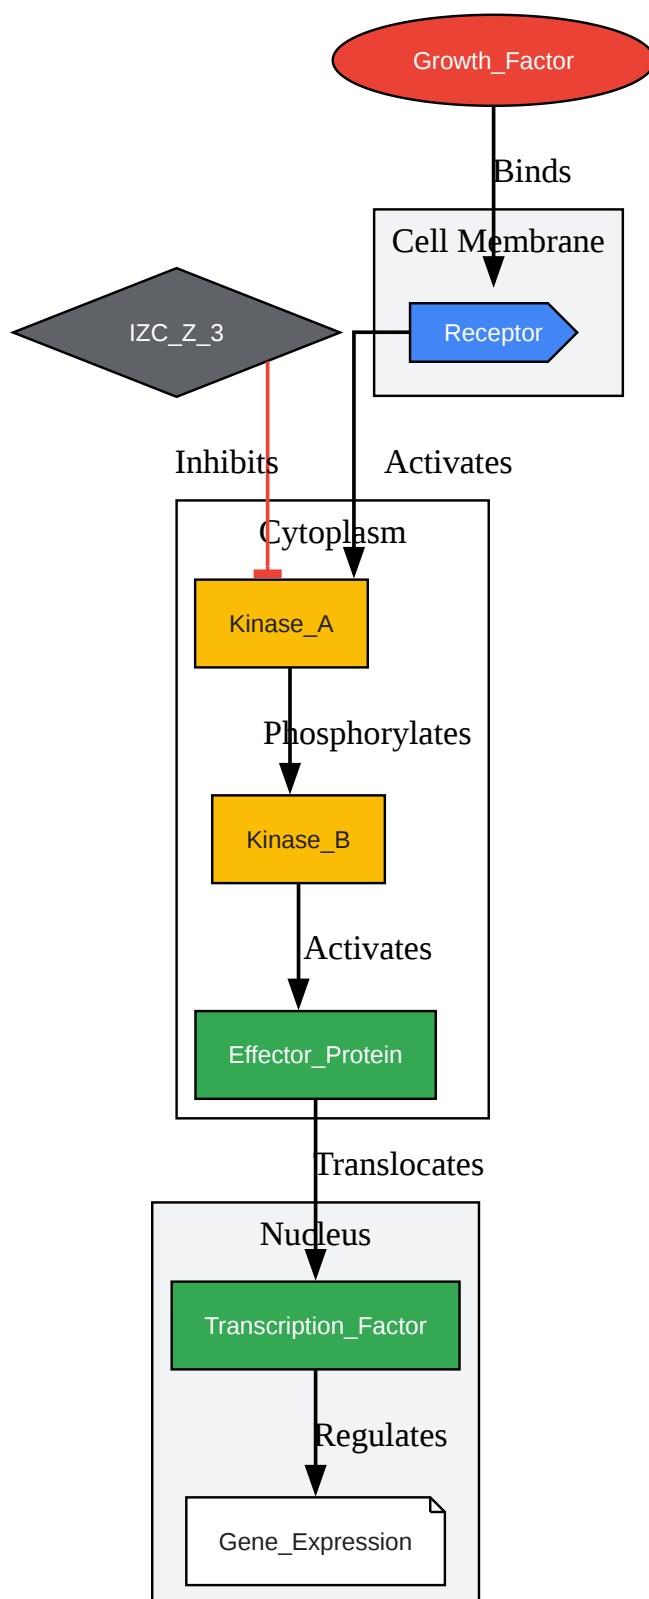 Growth_Factor
Binds
Cell Membrane
IZC_Z_3
Receptor
Inhibits
Activates
Cytoplasm
Kinase_A
Phosphorylates
Kinase_B
Activates
Effector_Protein
Translocates
Nucleus
Transcription_Factor
Regulates
Gene_Expression